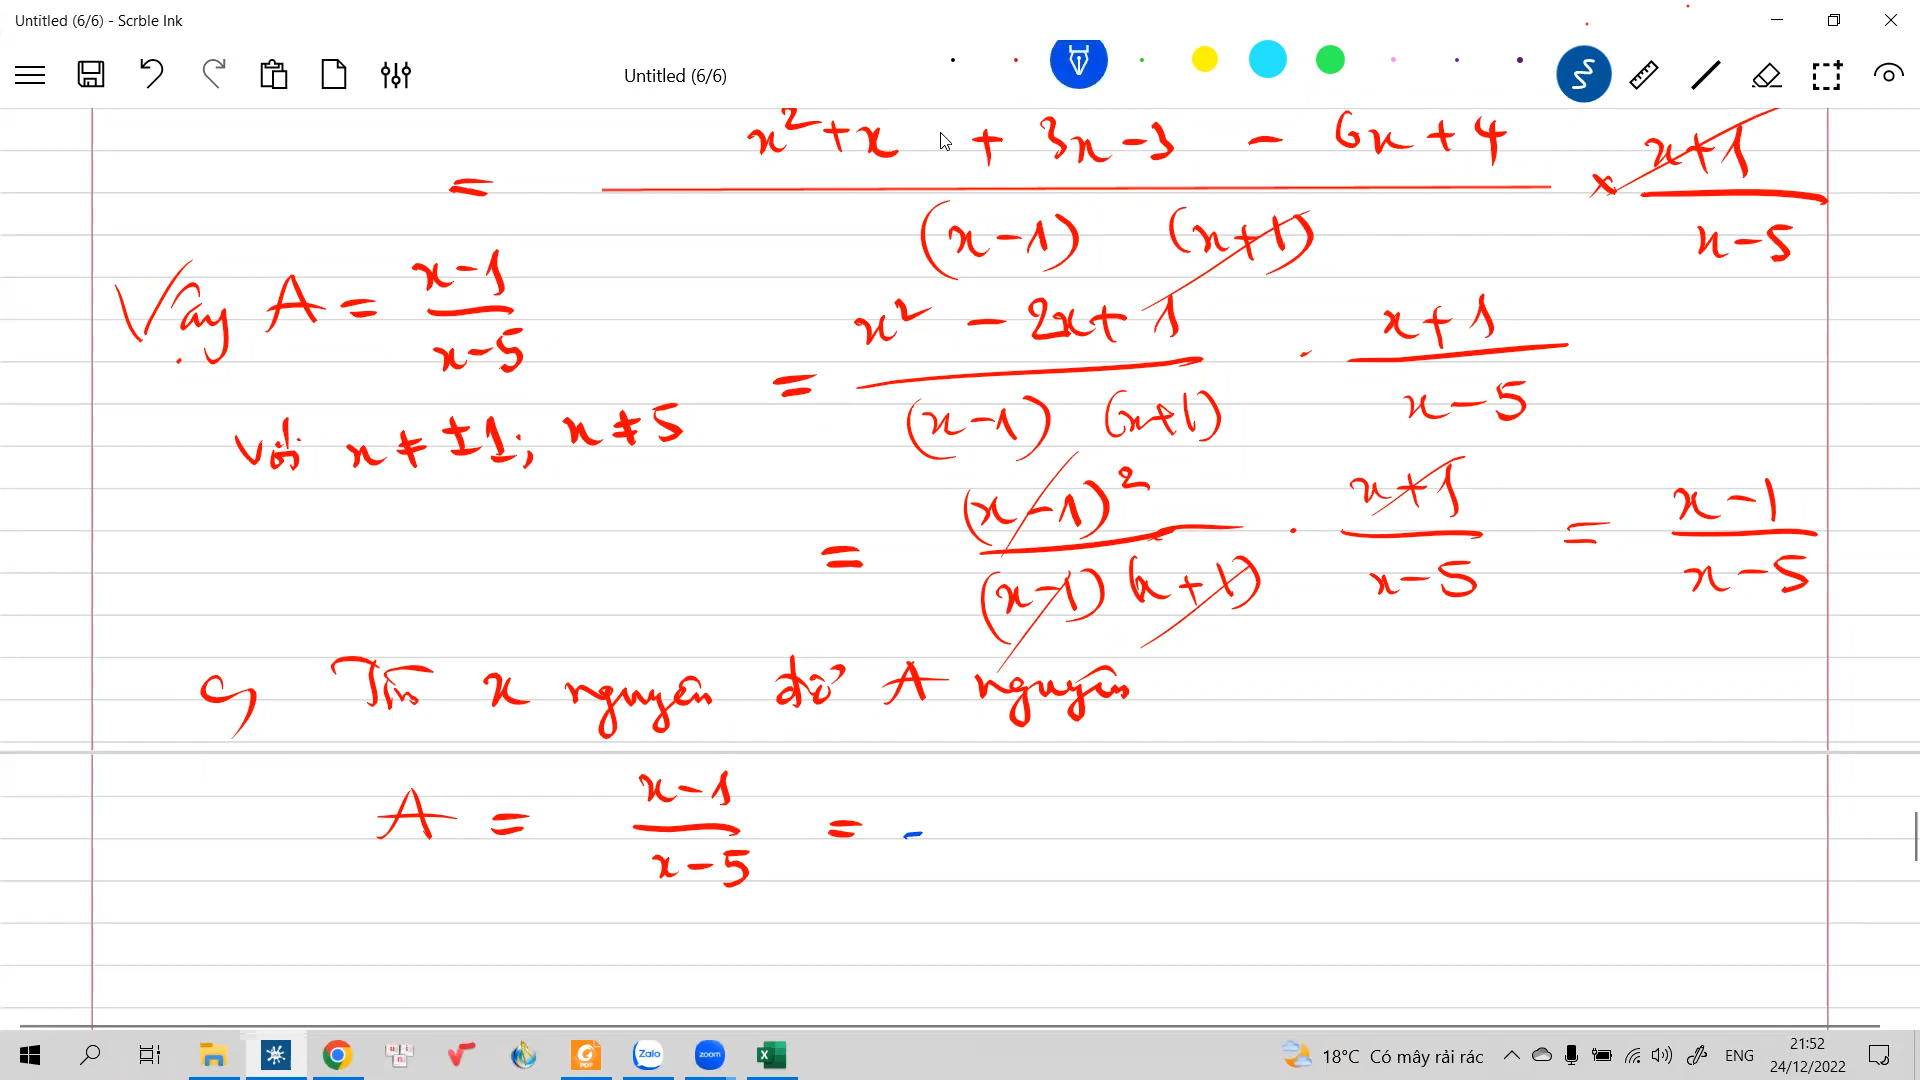 Untitled (6/6) - Scrble Ink
Untitled (6/6)
= x²+x + 3x-3 - 6x+4 / (x-1) (x+1) × x+1 / x-5
Vậy A = x-1 / x-5
= x² - 2x+1 / (x-1) (x+1) . x+1 / x-5
với x ≠ ±1; x ≠ 5
= (x-1)² / (x-1)(x+1) . x+1 / x-5 = x-1 / x-5
c, Tìm x nguyên để A nguyên
A = x-1 / x-5 = -
Zalo
zoom
18°C Có mây rải rác
ENG
21:52
24/12/2022